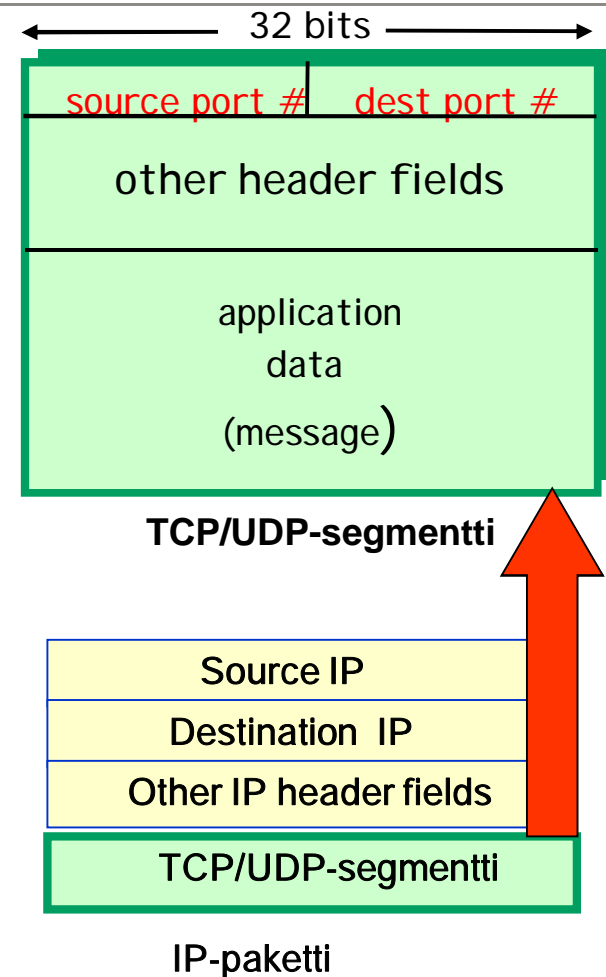 32 bits
source port # dest port #
other header fields
application
data
(message)
TCP/UDP-segmentti
Source IP
Destination IP
Other IP header fields
TCP/UDP-segmentti
IP-paketti